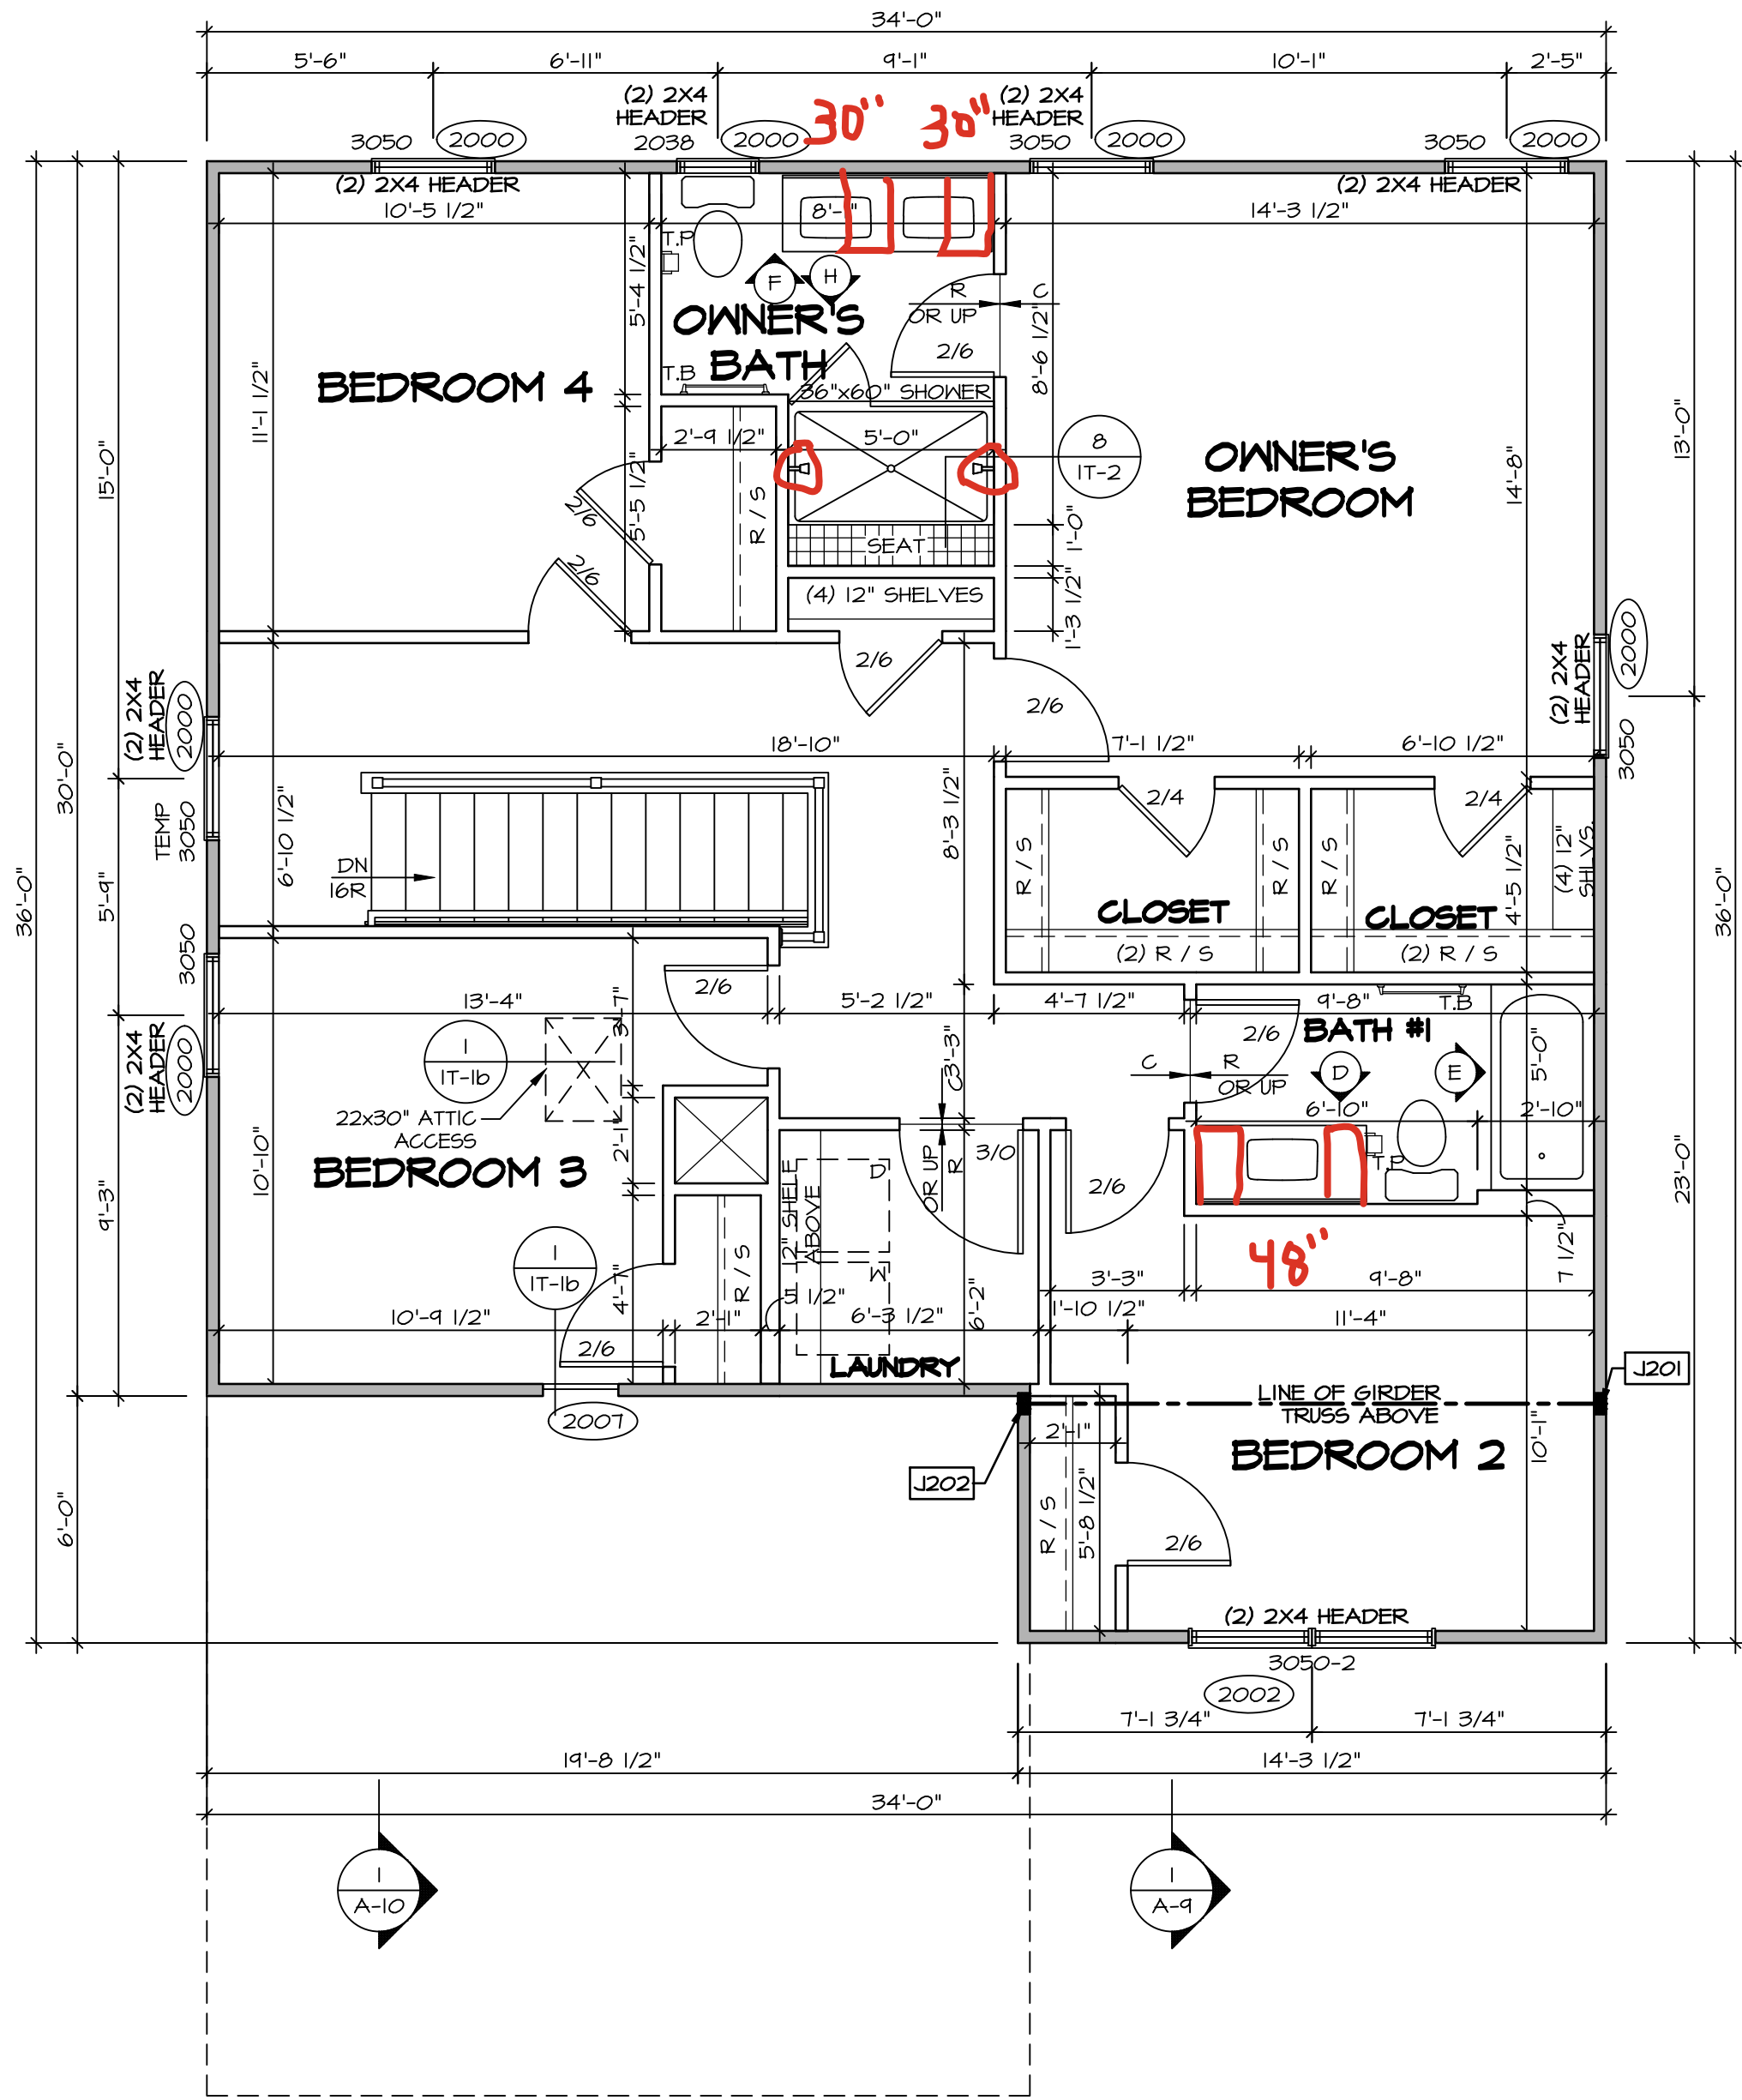 34'-0"
5'-6"
6'-11"
9'-1"
10'-1"
2'-5"
(2) 2X4
HEADER
(2) 2X4
HEADER
30"
30"
3050
2000
2038
2000
3050
2000
3050
2000
(2) 2X4 HEADER
(2) 2X4 HEADER
10'-5 1/2"
14'-3 1/2"
T.P
5'-4 1/2"
F
H
R
C
OR UP
OWNER'S
BATH
2/6
8'-6 1/2"
BEDROOM 4
11'-1 1/2"
T.B
36"x60" SHOWER
2'-9 1/2"
5'-0"
8
1T-2
OWNER'S
BEDROOM
14'-8"
13'-0"
15'-0"
5'-5 1/2"
2/6
2/6
R / S
SEAT
1'-0"
(4) 12" SHELVES
1'-3 1/2"
2/6
2/6
(2) 2X4
HEADER
2000
3050
(2) 2X4
HEADER
2000
TEMP
3050
18'-10"
7'-1 1/2"
6'-10 1/2"
30'-0"
36'-0"
5'-9"
6'-10 1/2"
DN
16R
8'-3 1/2"
2/4
2/4
R / S
R / S
R / S
(4) 12"
SHLVS.
4'-5 1/2"
CLOSET
CLOSET
(2) R / S
(2) R / S
36'-0"
3050
2/6
13'-4"
5'-2 1/2"
4'-7 1/2"
9'-8"
T.B
3'-7"
3'-3"
2/6
BATH #1
(2) 2X4
HEADER
2000
1
1T-1b
C
R
OR UP
D
E
5'-0"
22x30" ATTIC
ACCESS
C
6'-10"
2'-10"
BEDROOM 3
10'-10"
9'-3"
2'-1"
D
12" SHELF
ABOVE
OR UP
R
3/0
2/6
T.P
23'-0"
48"
7 1/2"
1
1T-1b
R / S
W
4'-7"
3'-3"
9'-8"
5 1/2"
10'-9 1/2"
2'-1"
6'-3 1/2"
6'-2"
1'-10 1/2"
11'-4"
2/6
LAUNDRY
J201
LINE OF GIRDER
TRUSS ABOVE
2007
2'-1"
BEDROOM 2
10'-1"
J202
6'-0"
R / S
5'-8 1/2"
2/6
(2) 2X4 HEADER
3050-2
2002
7'-1 3/4"
7'-1 3/4"
19'-8 1/2"
14'-3 1/2"
34'-0"
1
A-10
1
A-9